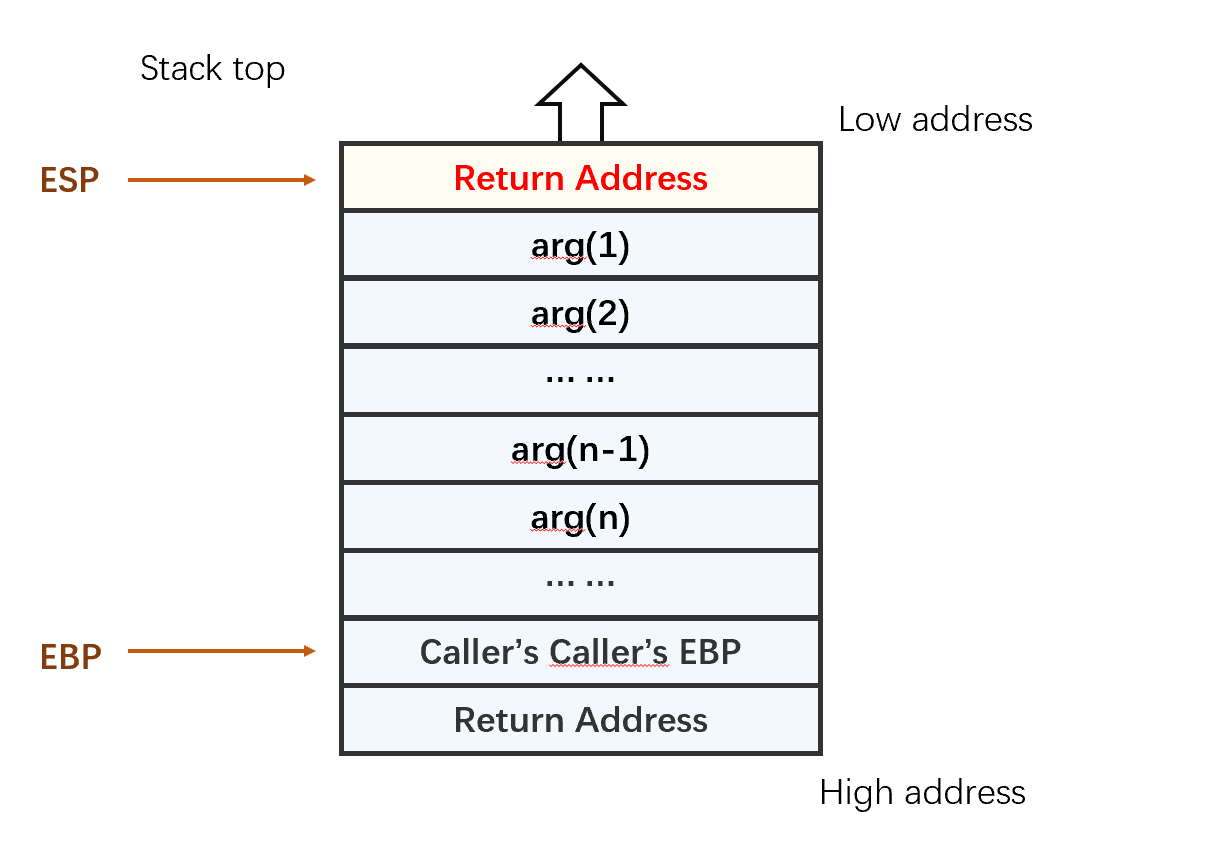 Stack top
Low address
ESP
Return Address
arg(1)
arg(2)
... ...
arg(n-1)
arg(n)
... ...
EBP
Caller’s Caller’s EBP
Return Address
High address